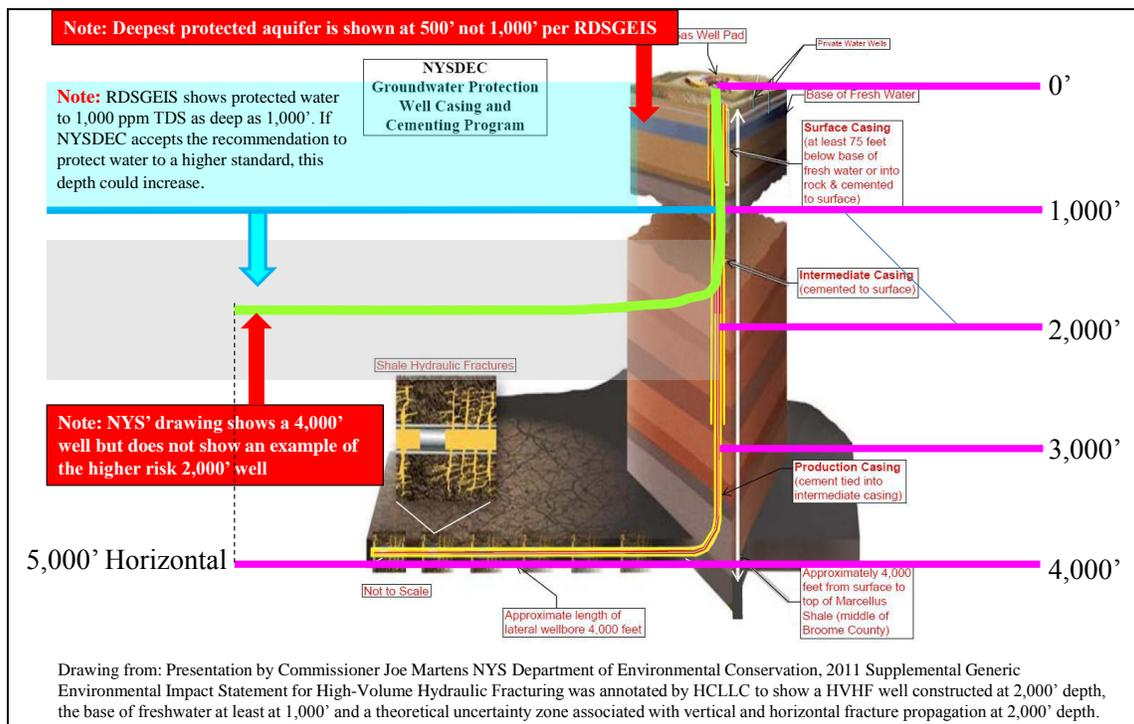 Note: Deepest protected aquifer is shown at 500’ not 1,000’ per RDSGEIS
Gas Well Pad
Private Water Wells
NYSDEC
Groundwater Protection
Well Casing and
Cementing Program
0’
Base of Fresh Water
Note: RDSGEIS shows protected water
to 1,000 ppm TDS as deep as 1,000’. If
NYSDEC accepts the recommendation to
protect water to a higher standard, this
depth could increase.
Surface Casing
(at least 75 feet
below base of
fresh water or into
rock & cemented
to surface)
1,000’
Intermediate Casing
(cemented to surface)
2,000’
Shale Hydraulic Fractures
Note: NYS’ drawing shows a 4,000’
well but does not show an example of
the higher risk 2,000’ well
3,000’
Production Casing
(cement tied into
intermediate casing)
5,000’ Horizontal
4,000’
Not to Scale
Approximate length of
lateral wellbore 4,000 feet
Approximately 4,000
feet from surface to
top of Marcellus
Shale (middle of
Broome County)
Drawing from: Presentation by Commissioner Joe Martens NYS Department of Environmental Conservation, 2011 Supplemental Generic
Environmental Impact Statement for High-Volume Hydraulic Fracturing was annotated by HCLLC to show a HVHF well constructed at 2,000’ depth,
the base of freshwater at least at 1,000’ and a theoretical uncertainty zone associated with vertical and horizontal fracture propagation at 2,000’ depth.